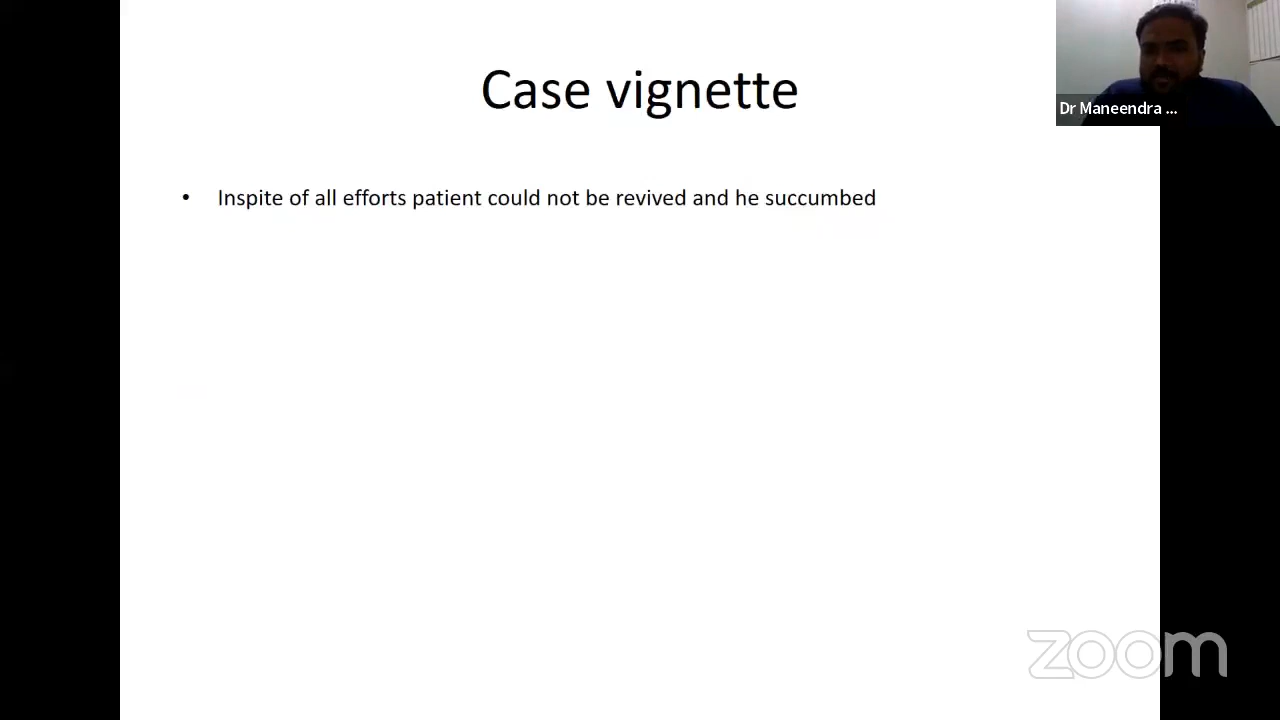 Case vignette
Dr Maneendra ...
• Inspite of all efforts patient could not be revived and he succumbed
zoom